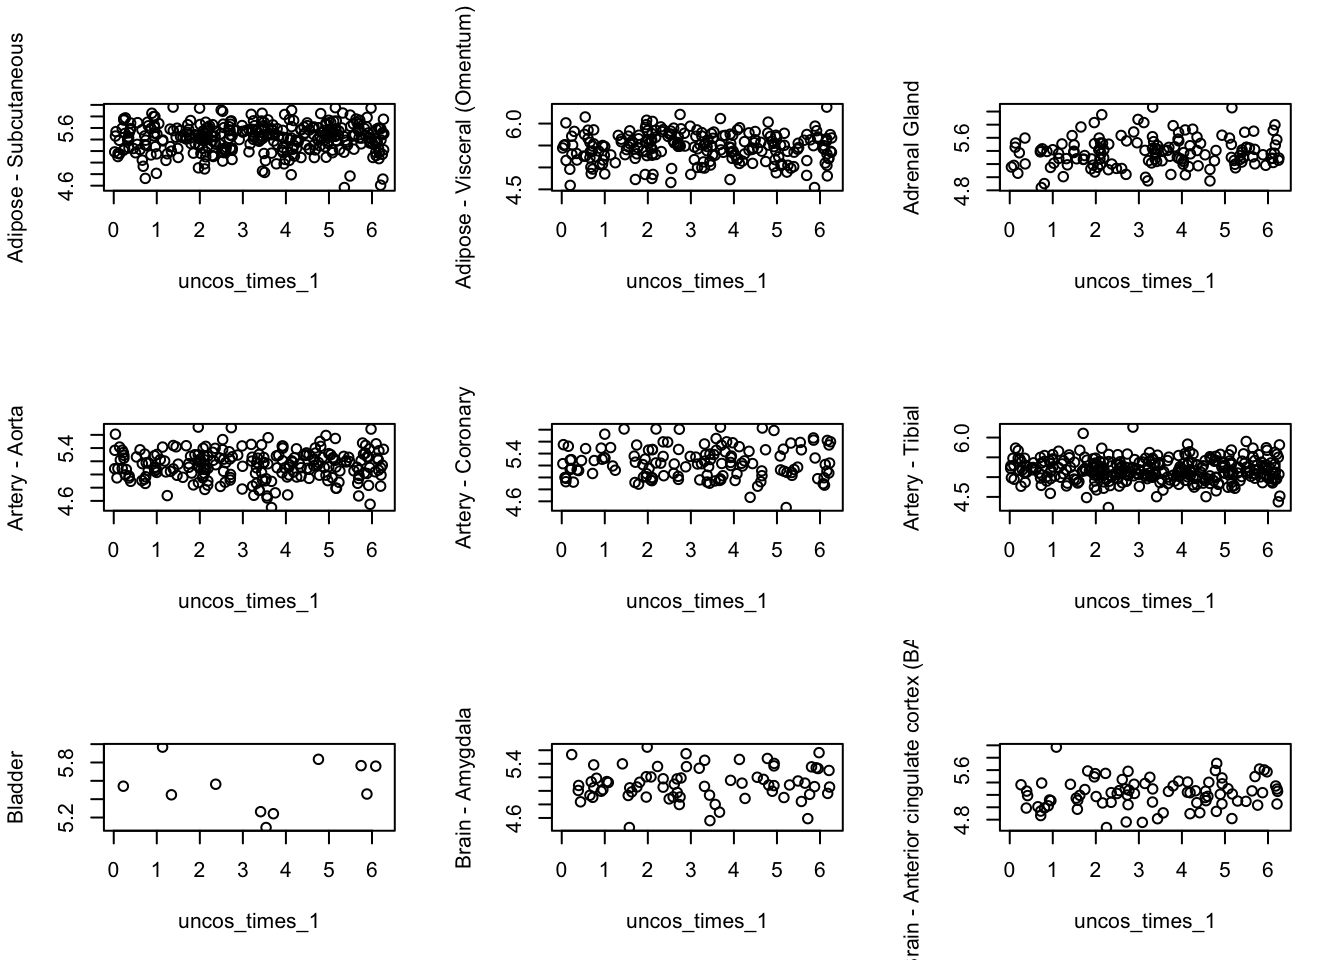 Adipose - Subcutaneous
4.6 5.6
0 1 2 3 4 5 6
uncos_times_1
Adipose - Visceral (Omentum)
4.5 6.0
0 1 2 3 4 5 6
uncos_times_1
Adrenal Gland
4.8 5.6
0 1 2 3 4 5 6
uncos_times_1
Artery - Aorta
4.6 5.4
0 1 2 3 4 5 6
uncos_times_1
Artery - Coronary
4.6 5.4
0 1 2 3 4 5 6
uncos_times_1
Artery - Tibial
4.5 6.0
0 1 2 3 4 5 6
uncos_times_1
Bladder
5.2 5.8
0 1 2 3 4 5 6
uncos_times_1
Brain - Amygdala
4.6 5.4
0 1 2 3 4 5 6
uncos_times_1
rain - Anterior cingulate cortex (BA
4.8 5.6
0 1 2 3 4 5 6
uncos_times_1